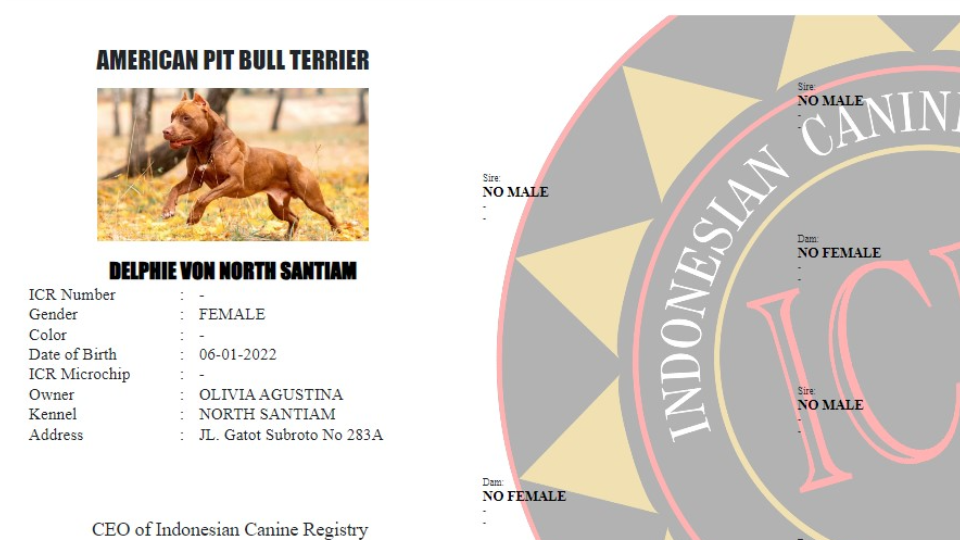 AMERICAN PIT BULL TERRIER
DELPHIE VON NORTH SANTIAM
ICR Number : -
Gender : FEMALE
Color : -
Date of Birth : 06-01-2022
ICR Microchip : -
Owner : OLIVIA AGUSTINA
Kennel : NORTH SANTIAM
Address : JL. Gatot Subroto No 283A
CEO of Indonesian Canine Registry
Sire:
NO MALE
-
-
Dam:
NO FEMALE
-
-
Sire:
NO MALE
-
-
Dam:
NO FEMALE
-
-
Sire:
NO MALE
-
-
INDONESIAN CANINE
IC